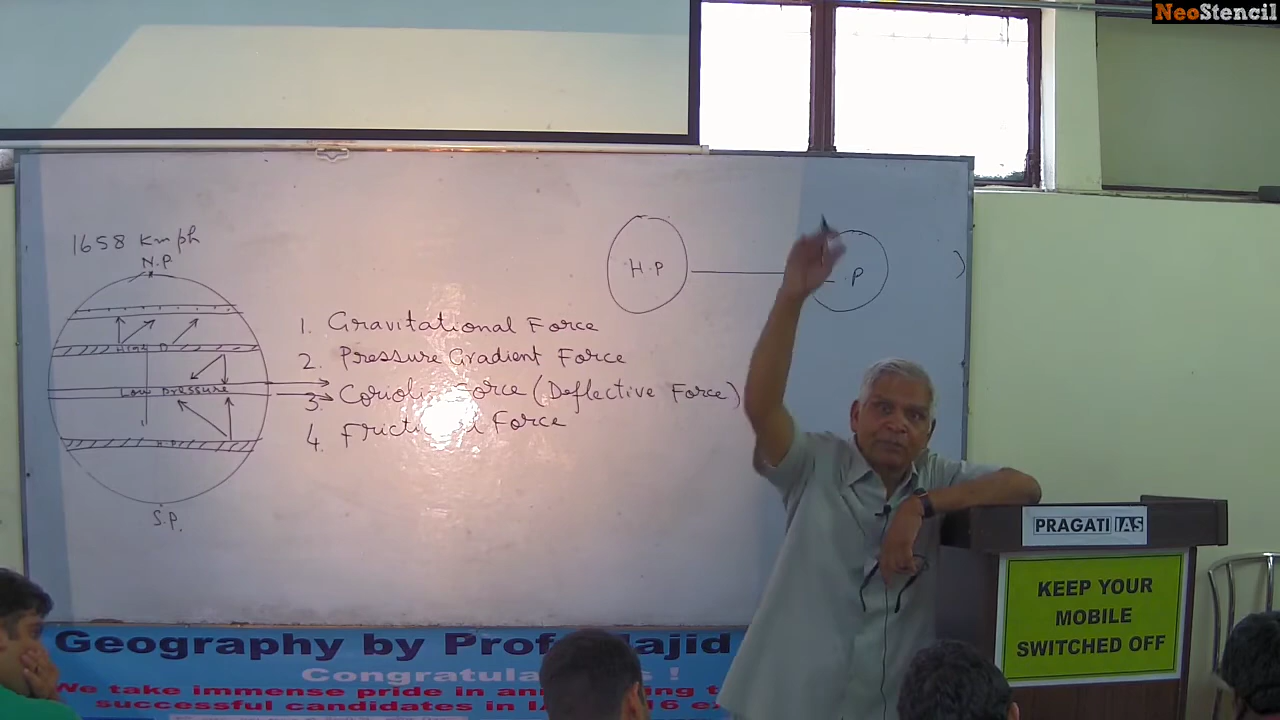 NeoStencil
1658 Kmph
N.P
High P
Low Pressure
H.P
S.P.
1. Gravitational Force
2. Pressure Gradient Force
3. Force (Deflective Force)
4. Force
H.P
P
PRAGATI IAS
KEEP YOUR
MOBILE
SWITCHED OFF
Geography by Prof
Congratula !
We take immense pride in
successful candidates in